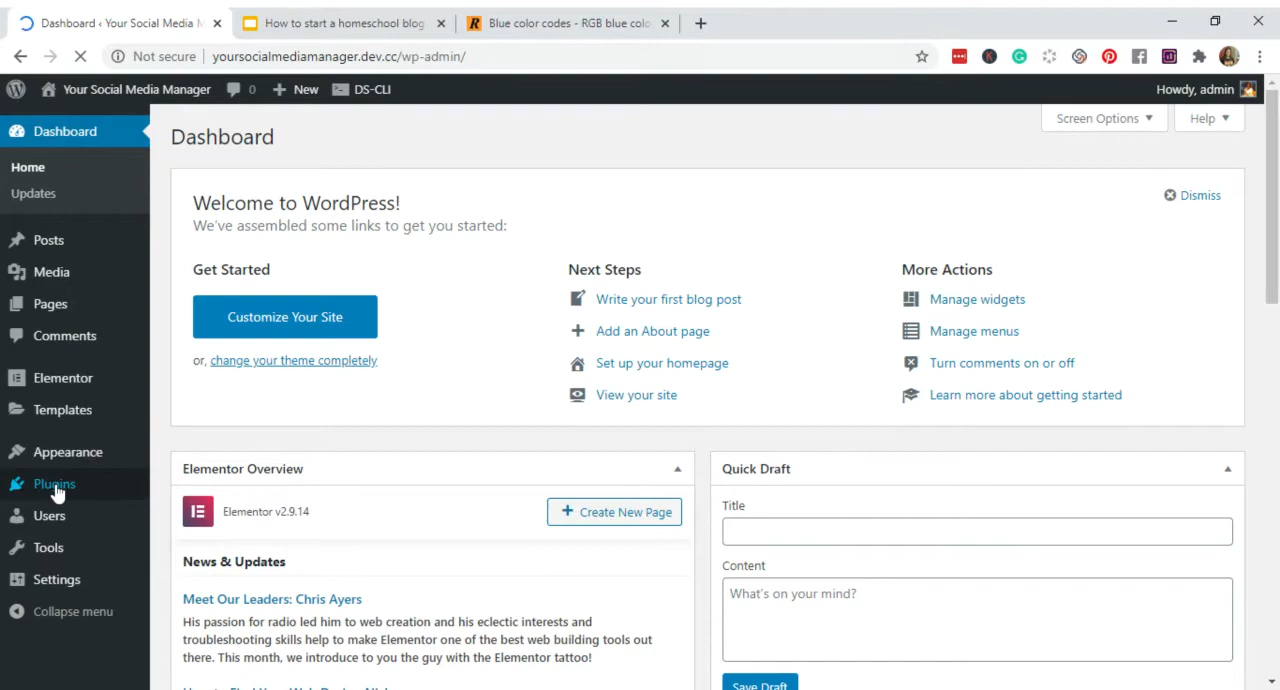 Dashboard ‹ Your Social Media M
How to start a homeschool blog
Blue color codes - RGB blue colo
Not secure
yoursocialmediamanager.dev.cc/wp-admin/
Your Social Media Manager
0
New
DS-CLI
Howdy, admin
Dashboard
Home
Updates
Posts
Media
Pages
Comments
Elementor
Templates
Appearance
Plugins
Users
Tools
Settings
Collapse menu
Dashboard
Screen Options
Help
Welcome to WordPress!
Dismiss
We've assembled some links to get you started:
Get Started
Customize Your Site
or, change your theme completely
Next Steps
Write your first blog post
Add an About page
Set up your homepage
View your site
More Actions
Manage widgets
Manage menus
Turn comments on or off
Learn more about getting started
Elementor Overview
Elementor v2.9.14
Create New Page
News & Updates
Meet Our Leaders: Chris Ayers
His passion for radio led him to web creation and his eclectic interests and
troubleshooting skills help to make Elementor one of the best web building tools out
there. This month, we introduce to you the guy with the Elementor tattoo!
Quick Draft
Title
Content
What's on your mind?
Save Draft